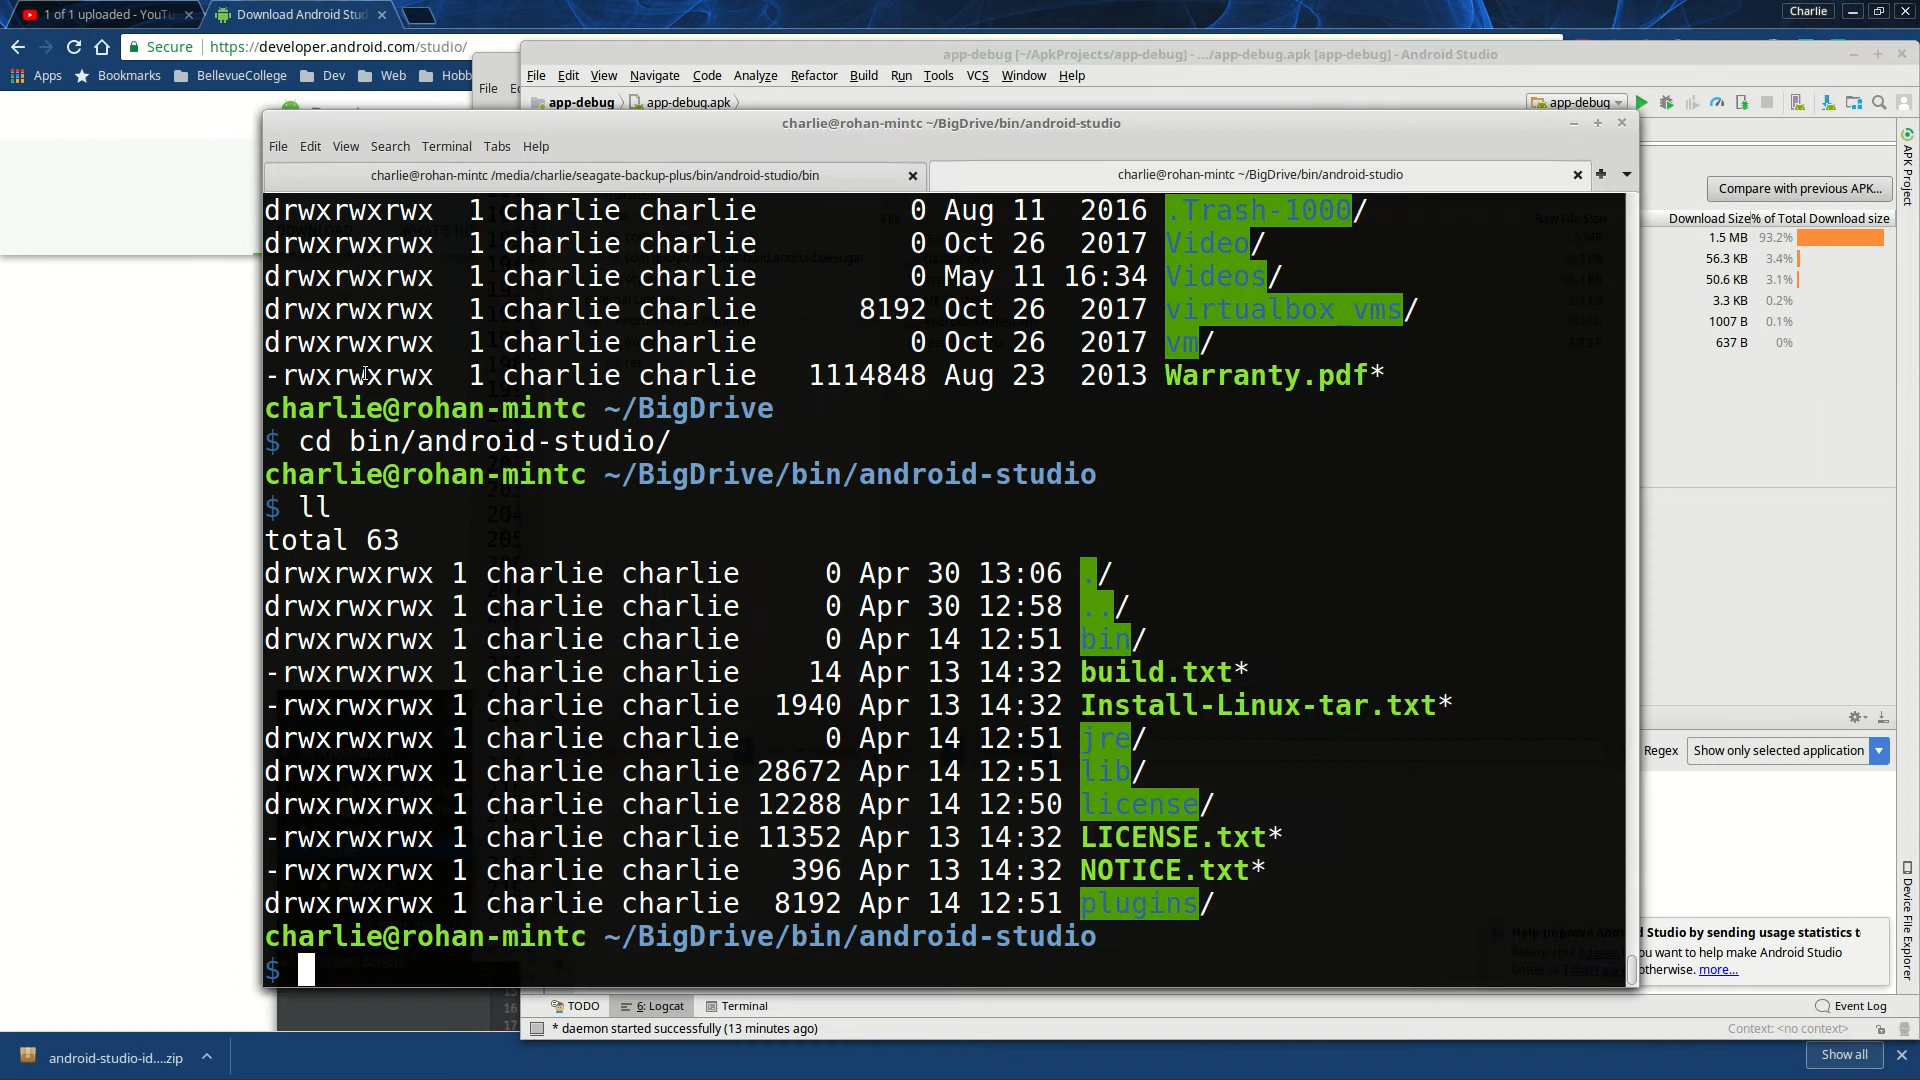 1 of 1 uploaded - YouTu
Download Android Stud
Charlie
Secure
https://developer.android.com/studio/
Apps
Bookmarks
BellevueCollege
Dev
Web
Hobb
app-debug [~/ApkProjects/app-debug] - .../app-debug.apk [app-debug] - Android Studio
File Edit View Navigate Code Analyze Refactor Build Run Tools VCS Window Help
File
app-debug
app-debug.apk
app-debug
charlie@rohan-mintc ~/BigDrive/bin/android-studio
File Edit View Search Terminal Tabs Help
charlie@rohan-mintc /media/charlie/seagate-backup-plus/bin/android-studio/bin
charlie@rohan-mintc ~/BigDrive/bin/android-studio
drwxrwxrwx 1 charlie charlie 0 Aug 11 2016 .Trash-1000/
drwxrwxrwx 1 charlie charlie 0 Oct 26 2017 Video/
drwxrwxrwx 1 charlie charlie 0 May 11 16:34 Videos/
drwxrwxrwx 1 charlie charlie 8192 Oct 26 2017 virtualbox_vms/
drwxrwxrwx 1 charlie charlie 0 Oct 26 2017 vm/
-rwxrwxrwx 1 charlie charlie 1114848 Aug 23 2013 Warranty.pdf*
charlie@rohan-mintc ~/BigDrive
$ cd bin/android-studio/
charlie@rohan-mintc ~/BigDrive/bin/android-studio
$ ll
total 63
drwxrwxrwx 1 charlie charlie 0 Apr 30 13:06 ./
drwxrwxrwx 1 charlie charlie 0 Apr 30 12:58 ../
drwxrwxrwx 1 charlie charlie 0 Apr 14 12:51 bin/
-rwxrwxrwx 1 charlie charlie 14 Apr 13 14:32 build.txt*
-rwxrwxrwx 1 charlie charlie 1940 Apr 13 14:32 Install-Linux-tar.txt*
drwxrwxrwx 1 charlie charlie 0 Apr 14 12:51 jre/
drwxrwxrwx 1 charlie charlie 28672 Apr 14 12:51 lib/
drwxrwxrwx 1 charlie charlie 12288 Apr 14 12:50 license/
-rwxrwxrwx 1 charlie charlie 11352 Apr 13 14:32 LICENSE.txt*
-rwxrwxrwx 1 charlie charlie 396 Apr 13 14:32 NOTICE.txt*
drwxrwxrwx 1 charlie charlie 8192 Apr 14 12:51 plugins/
charlie@rohan-mintc ~/BigDrive/bin/android-studio
$
APK Project
Compare with previous APK...
Download Size % of Total Download size
1.5 MB 93.2%
56.3 KB 3.4%
50.6 KB 3.1%
3.3 KB 0.2%
1007 B 0.1%
637 B 0%
Regex
Show only selected application
Device File Explorer
Studio by sending usage statistics t
ou want to help make Android Studio
otherwise. more...
TODO
6: Logcat
Terminal
Event Log
* daemon started successfully (13 minutes ago)
Context: <no context>
android-studio-id....zip
Show all